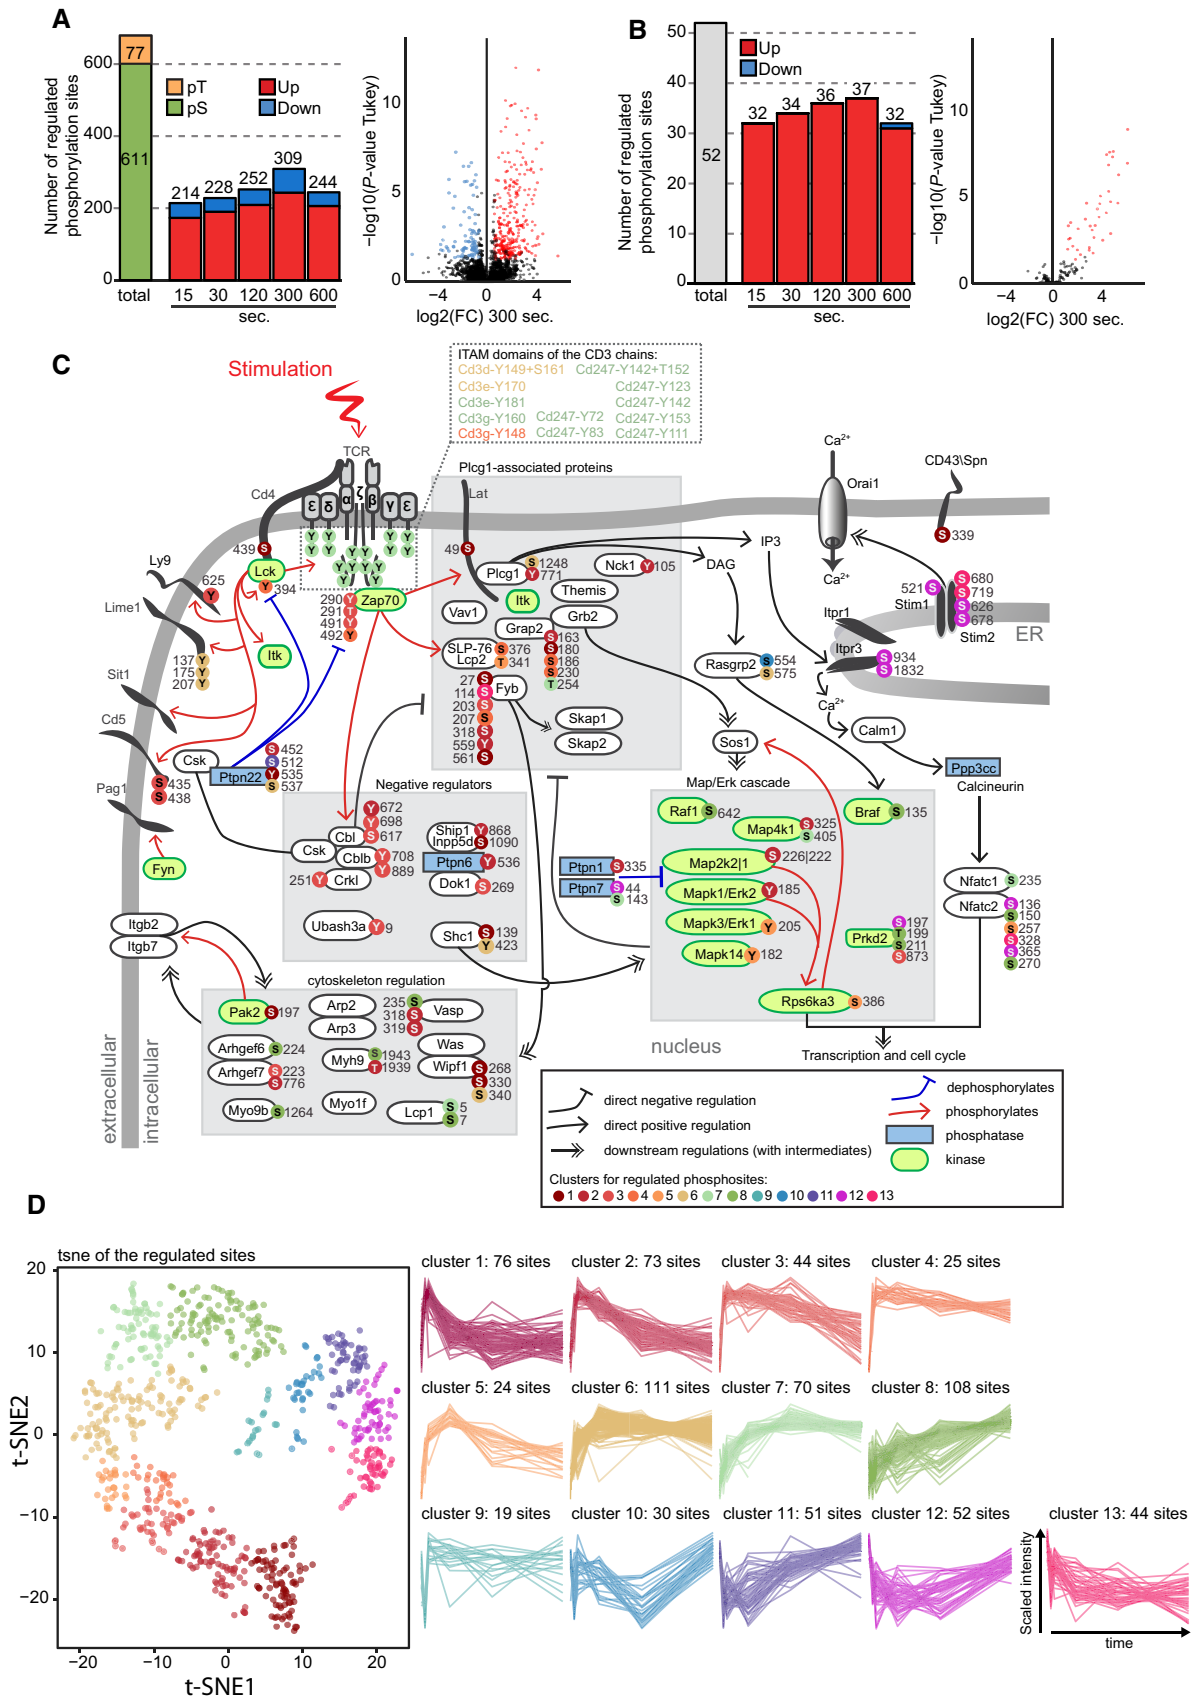 A
Number of regulated
phosphorylation sites
600
400
200
0
77
611
pT
pS
Up
Down
214
228
252
309
244
total
15
30
120
300
600
sec.
−log10(P-value Tukey)
10
5
0
−4
0
4
log2(FC) 300 sec.
B
Number of regulated
phosphorylation sites
50
40
30
20
10
0
52
Up
Down
32
34
36
37
32
total
15
30
120
300
600
sec.
−log10(P-value Tukey)
10
5
0
−4
0
4
log2(FC) 300 sec.
C
Stimulation
ITAM domains of the CD3 chains:
Cd3d-Y149+S161 Cd247-Y142+T152
Cd3e-Y170 Cd247-Y123
Cd3e-Y181 Cd247-Y142
Cd3g-Y160 Cd247-Y72 Cd247-Y153
Cd3g-Y148 Cd247-Y83 Cd247-Y111
TCR
Cd4
ε δ α ζ β γ ε
Y Y Y Y
Y Y Y Y
Y Y
Y Y
Y Y
439 S
Lck
Y 394
Ly9
625
Y
Lime1
137 Y
175 Y
207 Y
Itk
Sit1
Cd5
S 435
S 438
Pag1
Fyn
Csk
Ptpn22
S 452
S 512
Y 535
S 537
290 Y
291 T
491 Y
492 Y
Zap70
Plcg1-associated proteins
Lat
49 S
Plcg1
S 1248
Y 771
Nck1
Y 105
Itk
Themis
Vav1
Grb2
Grap2
SLP-76
Lcp2
S 376
T 341
S 163
S 180
S 186
S 230
T 254
Fyb
27 S
114 S
203 S
207 S
318 S
559 Y
561 S
Skap1
Skap2
Ca²⁺
Orai1
Ca²⁺
CD43\Spn
S 339
IP3
DAG
Rasgrp2
S 554
S 575
Itpr1
Itpr3
S 934
S 1832
521 S
Stim1
S 680
S 719
S 626
S 678
Stim2
ER
Ca²⁺
Calm1
Sos1
Ppp3cc
Calcineurin
Negative regulators
Y 672
Y 698
S 617
Cbl
Csk
Cblb
Y 708
Y 889
251 Y
Crkl
Ship1
Inpp5d
Y 868
S 1090
Ptpn6
Y 536
Dok1
S 269
Ubash3a
Y 9
Shc1
S 139
Y 423
Map/Erk cascade
Raf1
S 642
Map4k1
S 325
S 405
Braf
S 135
Ptpn1
S 335
Ptpn7
S 44
S 143
Map2k2|1
S 226|222
Mapk1/Erk2
Y 185
Mapk3/Erk1
Y 205
Mapk14
Y 182
Prkd2
S 197
T 199
S 211
S 873
Rps6ka3
S 386
Nfatc1
S 235
Nfatc2
S 136
S 150
S 257
S 328
S 365
S 270
Transcription and cell cycle
nucleus
Itgb2
Itgb7
cytoskeleton regulation
Pak2
S 197
Arp2
Arp3
235 S
318 S
319 S
Vasp
Arhgef6
S 224
Arhgef7
S 223
S 776
Myh9
S 1943
T 1939
Was
Wipf1
S 268
S 330
S 340
Myo9b
S 1264
Myo1f
Lcp1
S 5
S 7
extracellular
intracellular
direct negative regulation
direct positive regulation
downstream regulations (with intermediates)
dephosphorylates
phosphorylates
phosphatase
kinase
Clusters for regulated phosphosites:
1 2 3 4 5 6 7 8 9 10 11 12 13
D
tsne of the regulated sites
20
10
0
−10
−20
t-SNE2
−20
−10
0
10
20
t-SNE1
cluster 1: 76 sites
cluster 2: 73 sites
cluster 3: 44 sites
cluster 4: 25 sites
cluster 5: 24 sites
cluster 6: 111 sites
cluster 7: 70 sites
cluster 8: 108 sites
cluster 9: 19 sites
cluster 10: 30 sites
cluster 11: 51 sites
cluster 12: 52 sites
cluster 13: 44 sites
Scaled intensity
time